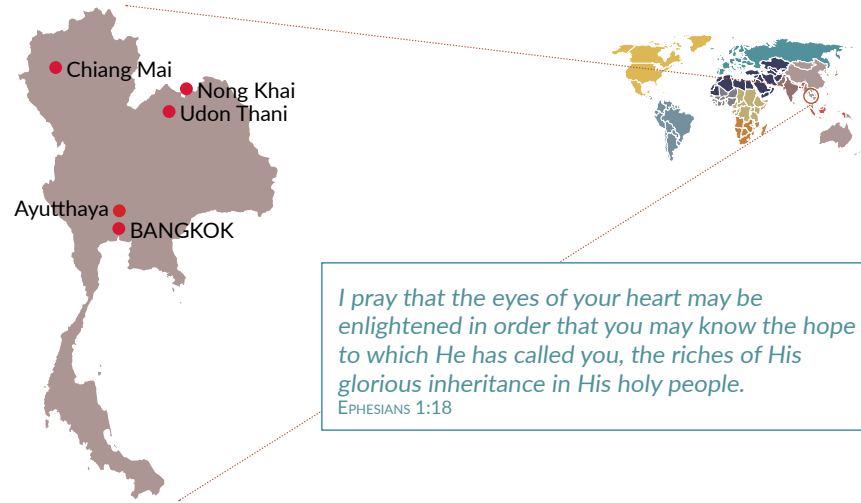 Chiang Mai
Nong Khai
Udon Thani
Ayutthaya
BANGKOK
I pray that the eyes of your heart may be
enlightened in order that you may know the hope
to which He has called you, the riches of His
glorious inheritance in His holy people.
Ephesians 1:18